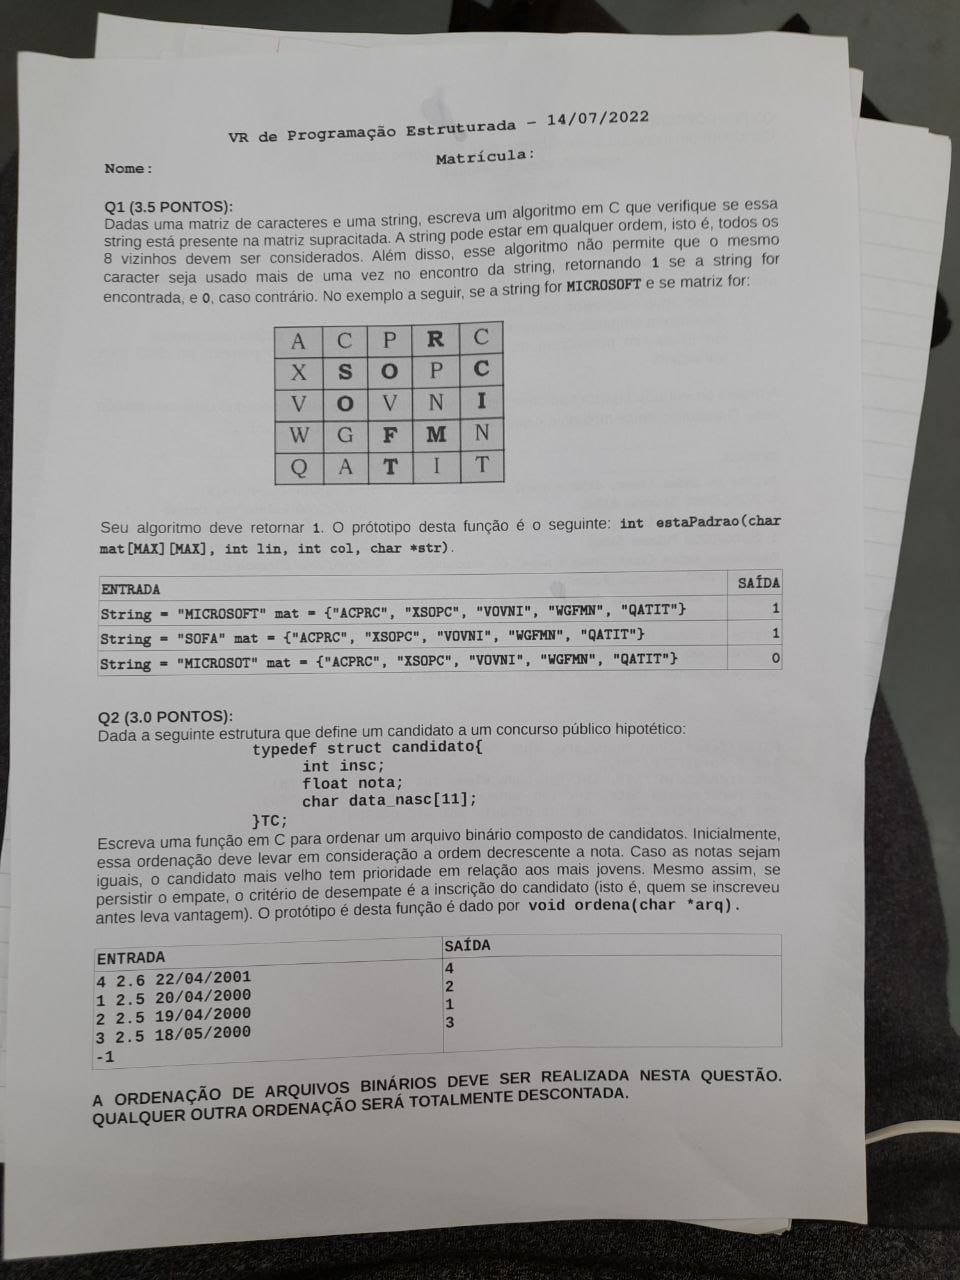 VR de Programação Estruturada – 14/07/2022
Nome: Matrícula:
Q1 (3.5 PONTOS):
Dadas uma matriz de caracteres e uma string, escreva um algoritmo em C que verifique se essa
string está presente na matriz supracitada. A string pode estar em qualquer ordem, isto é, todos os
8 vizinhos devem ser considerados. Além disso, esse algoritmo não permite que o mesmo
caracter seja usado mais de uma vez no encontro da string, retornando 1 se a string for
encontrada, e 0, caso contrário. No exemplo a seguir, se a string for MICROSOFT e se matriz for:
A C P R C
X S O P C
V O V N I
W G F M N
Q A T I T
Seu algoritmo deve retornar 1. O prótotipo desta função é o seguinte: int estaPadrao(char
mat[MAX][MAX], int lin, int col, char *str).
ENTRADA SAÍDA
String = "MICROSOFT" mat = {"ACPRC", "XSOPC", "VOVNI", "WGFMN", "QATIT"} 1
String = "SOFA" mat = {"ACPRC", "XSOPC", "VOVNI", "WGFMN", "QATIT"} 1
String = "MICROSOT" mat = {"ACPRC", "XSOPC", "VOVNI", "WGFMN", "QATIT"} 0
Q2 (3.0 PONTOS):
Dada a seguinte estrutura que define um candidato a um concurso público hipotético:
typedef struct candidato{
int insc;
float nota;
char data_nasc[11];
}TC;
Escreva uma função em C para ordenar um arquivo binário composto de candidatos. Inicialmente,
essa ordenação deve levar em consideração a ordem decrescente a nota. Caso as notas sejam
iguais, o candidato mais velho tem prioridade em relação aos mais jovens. Mesmo assim, se
persistir o empate, o critério de desempate é a inscrição do candidato (isto é, quem se inscreveu
antes leva vantagem). O protótipo é desta função é dado por void ordena(char *arq).
ENTRADA SAÍDA
4 2.6 22/04/2001 4
1 2.5 20/04/2000 2
2 2.5 19/04/2000 1
3 2.5 18/05/2000 3
-1
A ORDENAÇÃO DE ARQUIVOS BINÁRIOS DEVE SER REALIZADA NESTA QUESTÃO.
QUALQUER OUTRA ORDENAÇÃO SERÁ TOTALMENTE DESCONTADA.